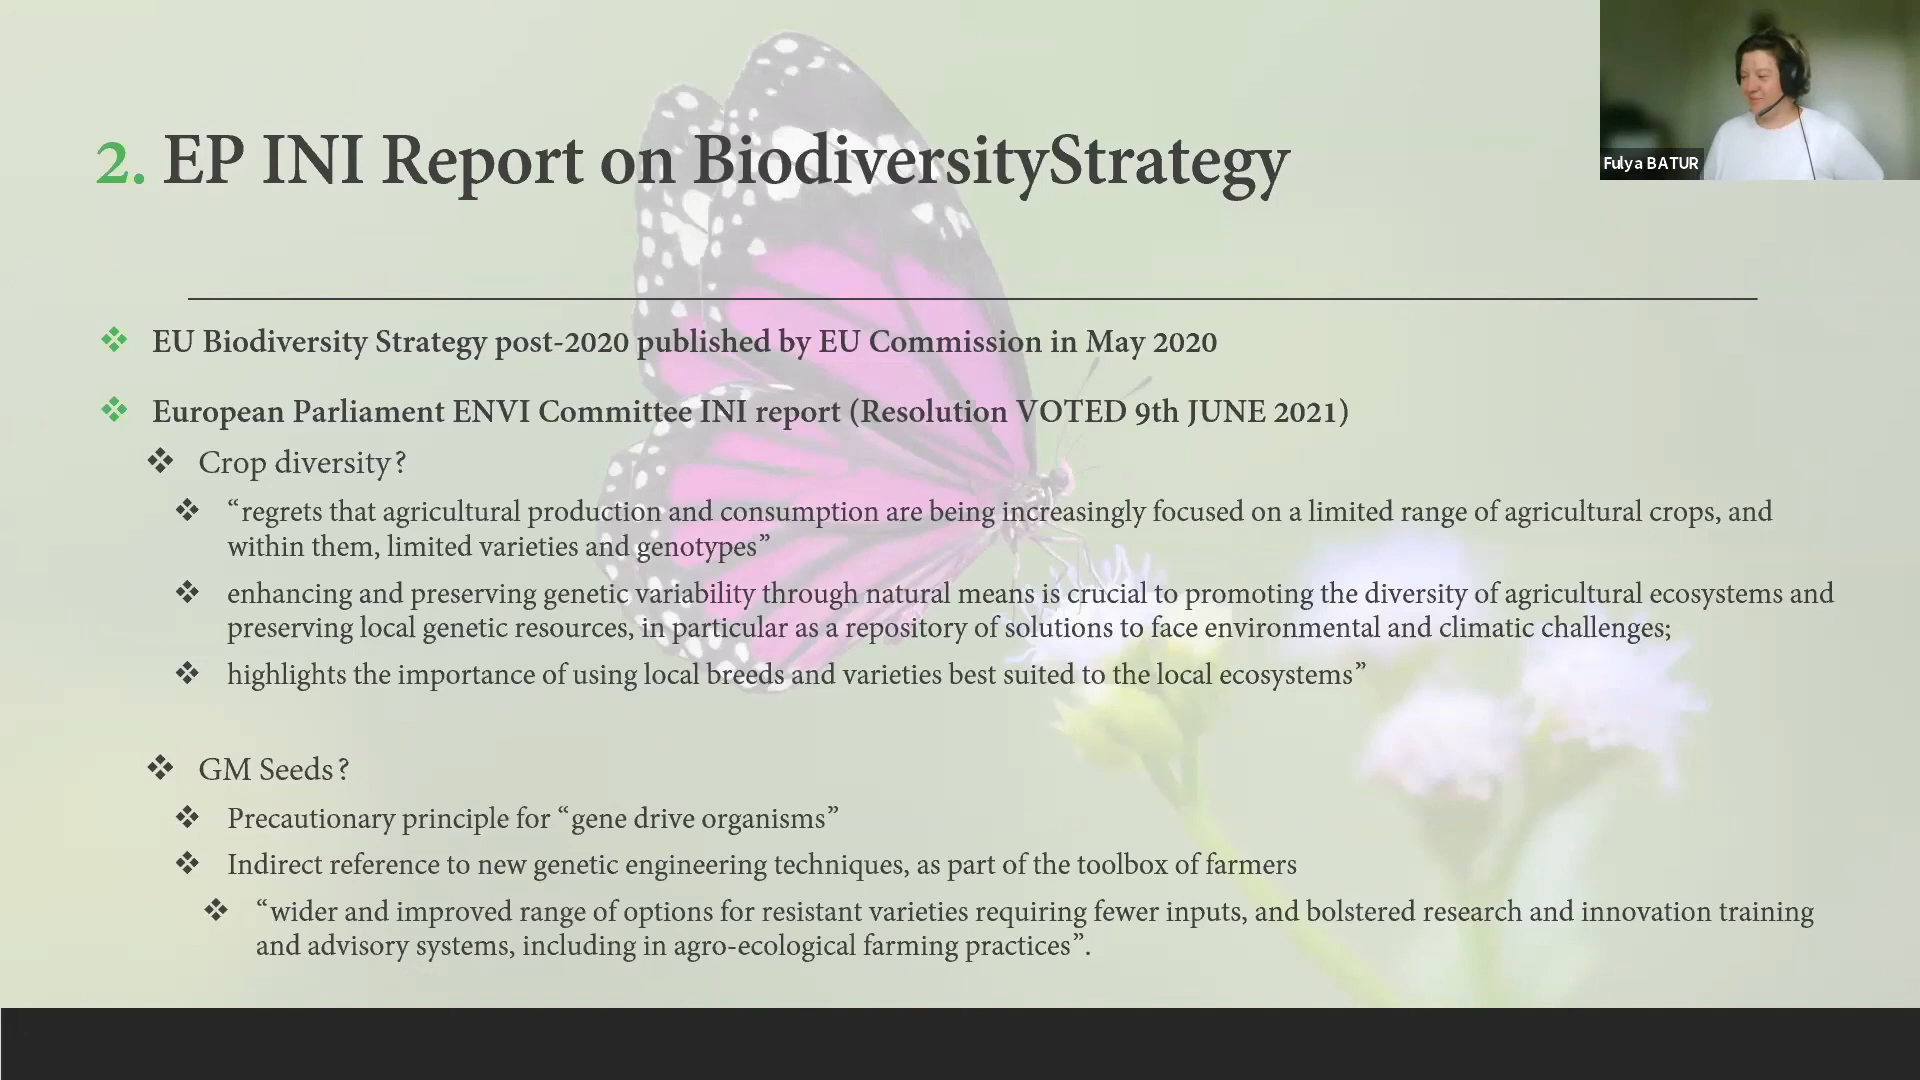 2. EP INI Report on BiodiversityStrategy
Fulya BATUR
❖ EU Biodiversity Strategy post-2020 published by EU Commission in May 2020
❖ European Parliament ENVI Committee INI report (Resolution VOTED 9th JUNE 2021)
❖ Crop diversity?
❖ “regrets that agricultural production and consumption are being increasingly focused on a limited range of agricultural crops, and
within them, limited varieties and genotypes”
❖ enhancing and preserving genetic variability through natural means is crucial to promoting the diversity of agricultural ecosystems and
preserving local genetic resources, in particular as a repository of solutions to face environmental and climatic challenges;
❖ highlights the importance of using local breeds and varieties best suited to the local ecosystems”
❖ GM Seeds?
❖ Precautionary principle for “gene drive organisms”
❖ Indirect reference to new genetic engineering techniques, as part of the toolbox of farmers
❖ “wider and improved range of options for resistant varieties requiring fewer inputs, and bolstered research and innovation training
and advisory systems, including in agro-ecological farming practices”.